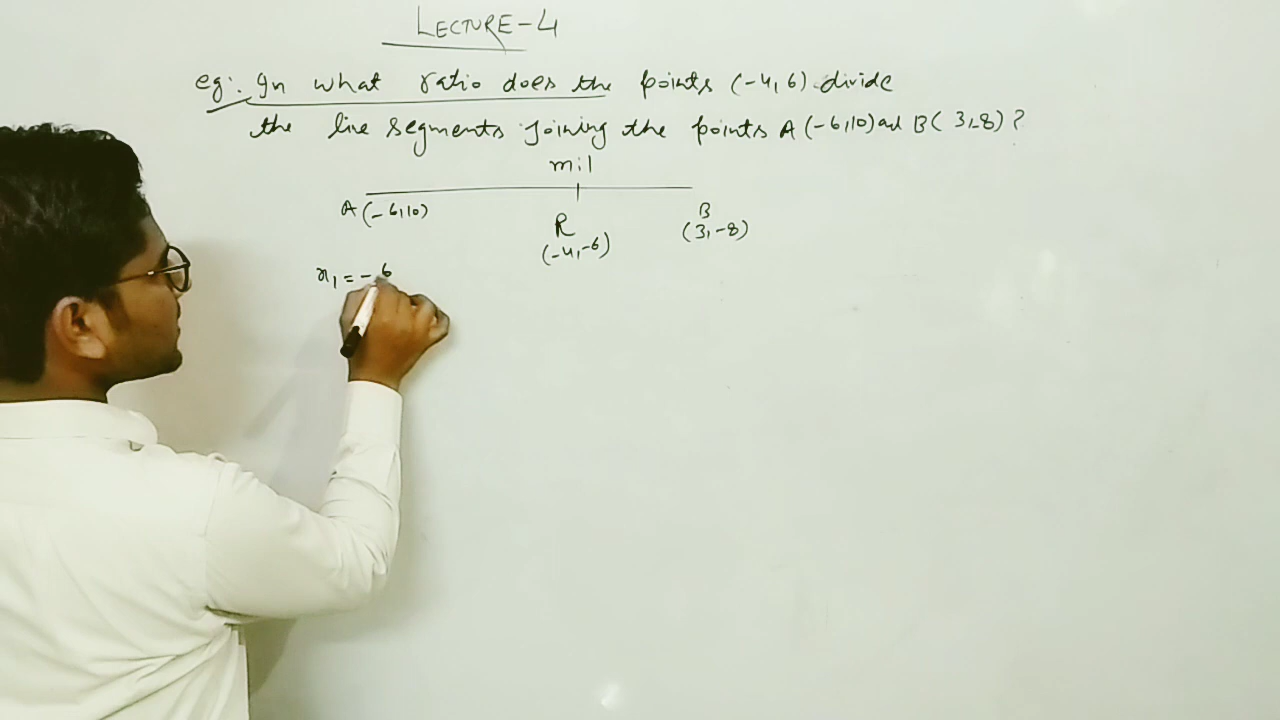 LECTURE-4
eg:. In what ratio does the points (-4, 6) divide
the line segments joining the points A (-6,10) and B( 3,-8) ?
m:1
A (-6,10)
R
(-4,-6)
B
(3,-8)
x₁ = -6